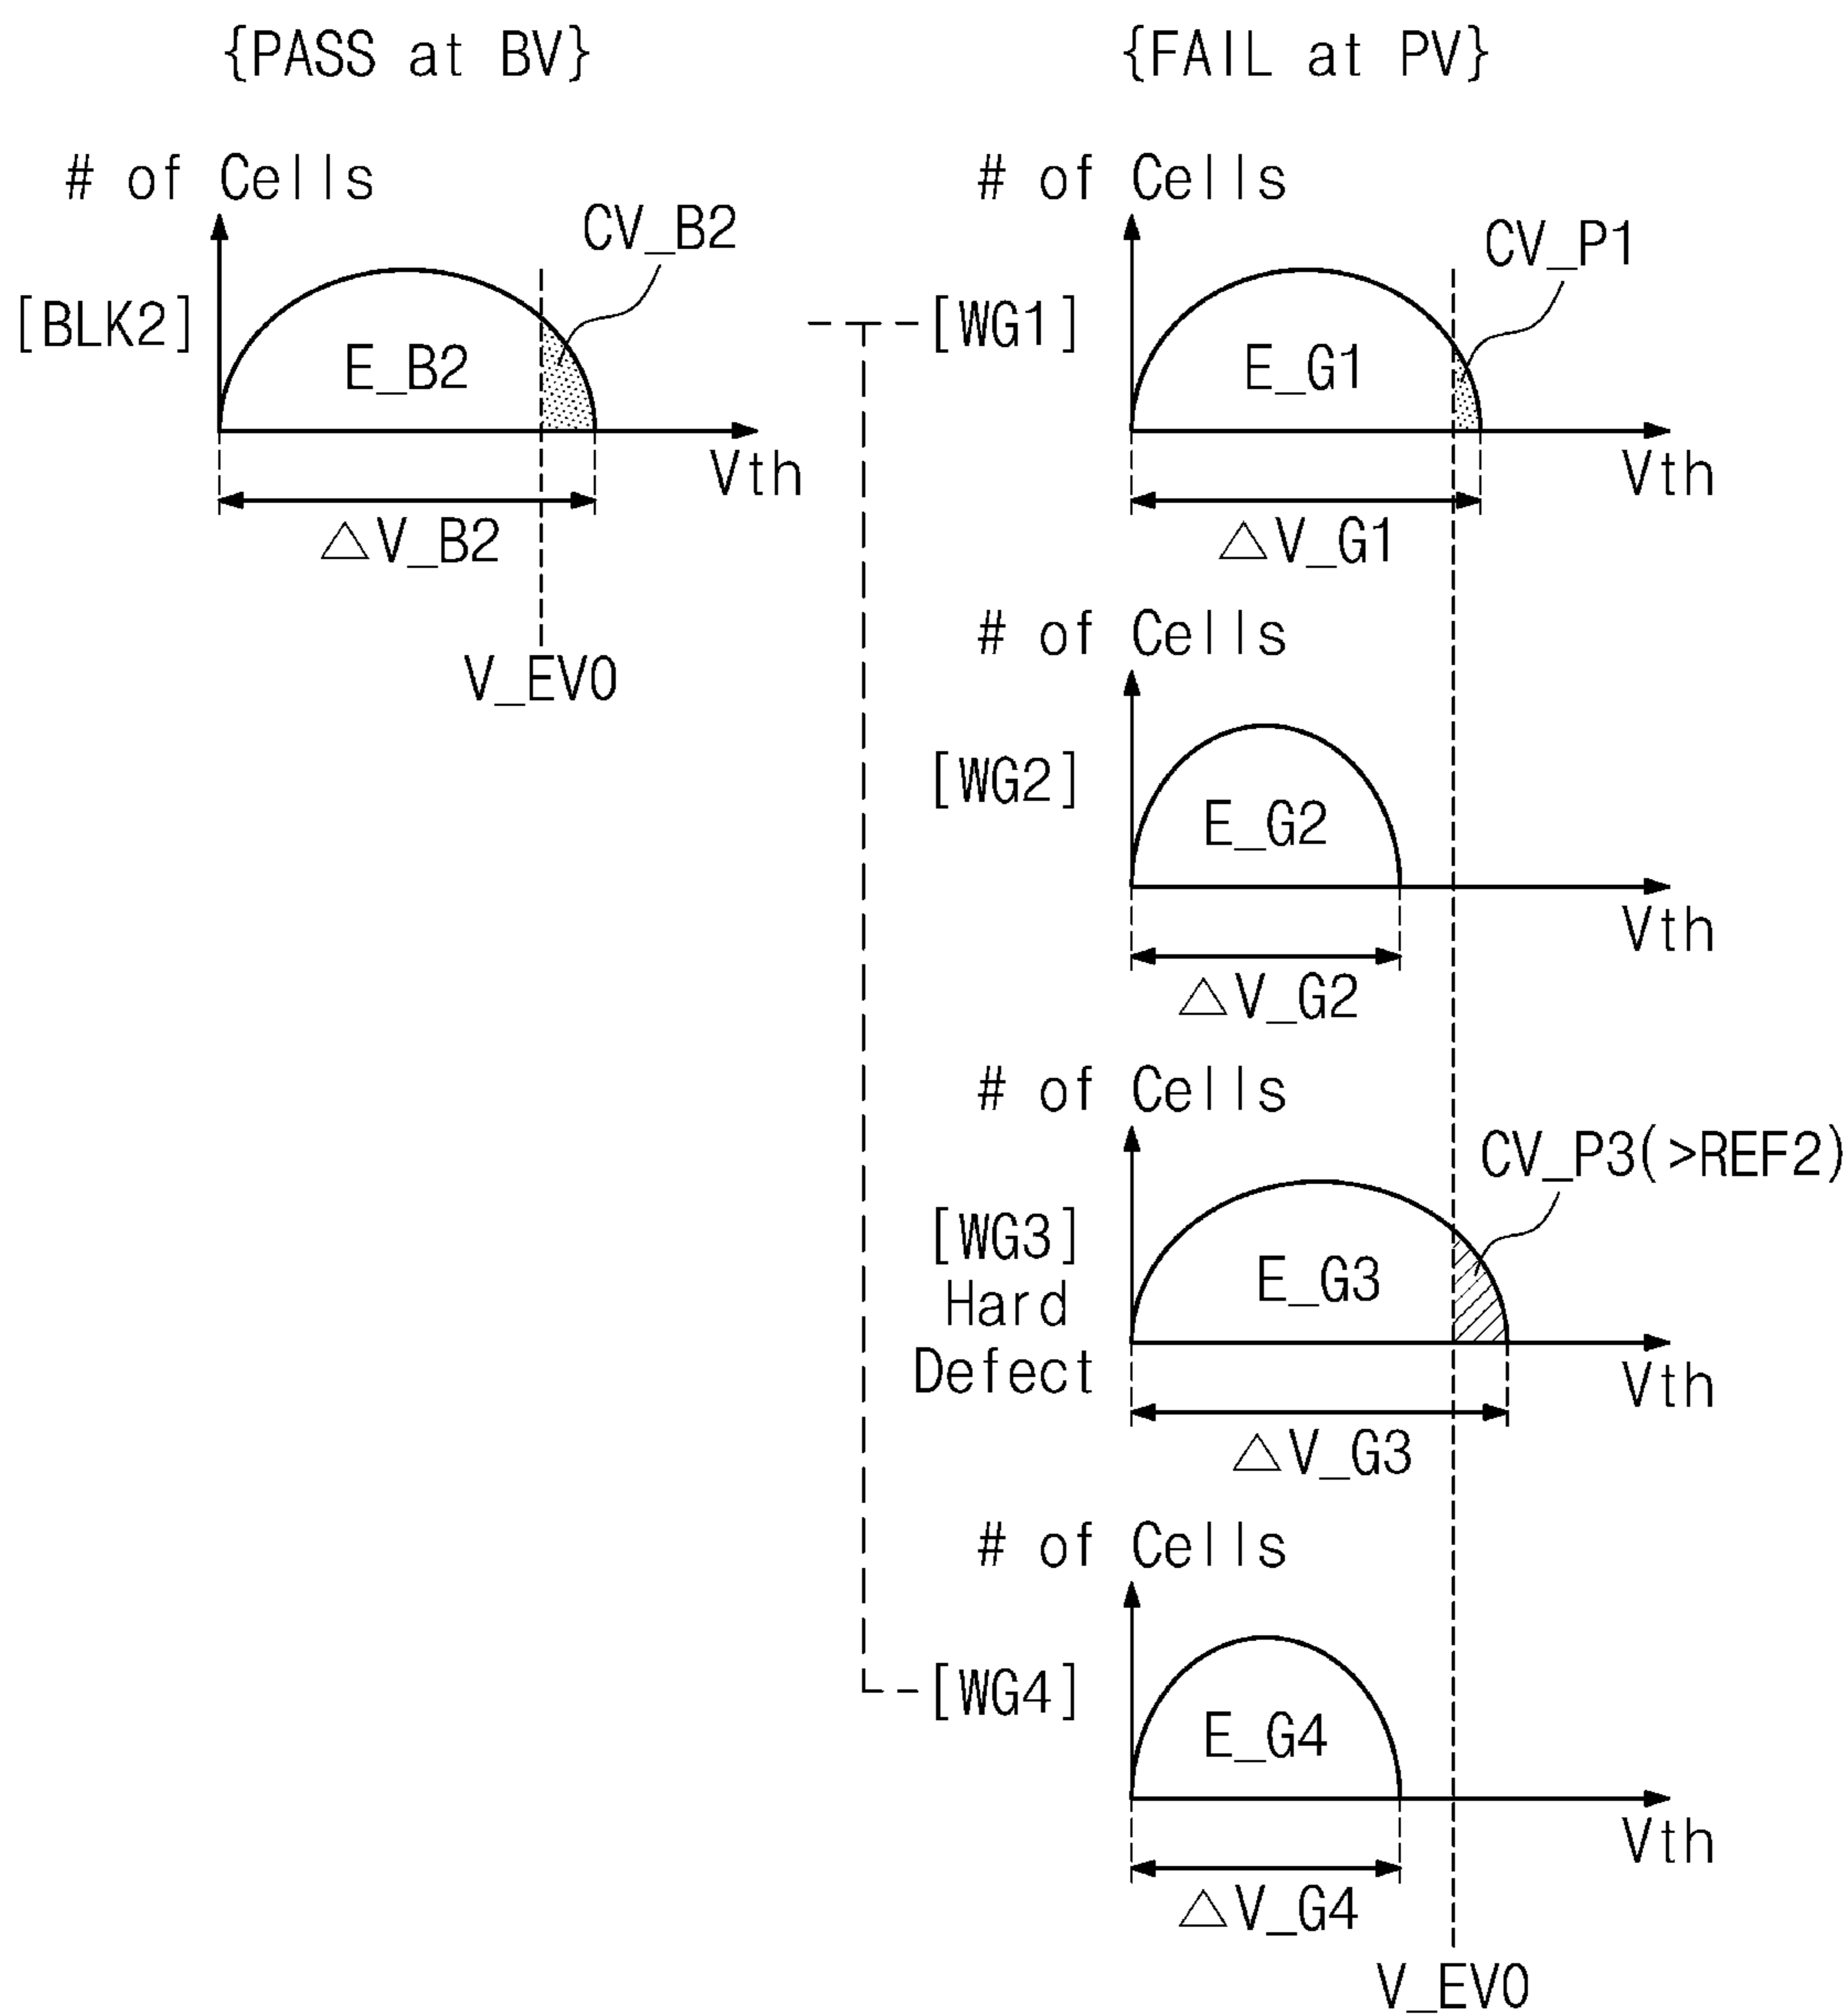 {PASS at BV}
{FAIL at PV}
# of Cells
CV_B2
[BLK2]
E_B2
Vth
△V_B2
V_EV0
# of Cells
CV_P1
[WG1]
E_G1
Vth
△V_G1
# of Cells
[WG2]
E_G2
Vth
△V_G2
# of Cells
CV_P3(>REF2)
[WG3]
Hard
Defect
E_G3
Vth
△V_G3
# of Cells
[WG4]
E_G4
Vth
△V_G4
V_EV0